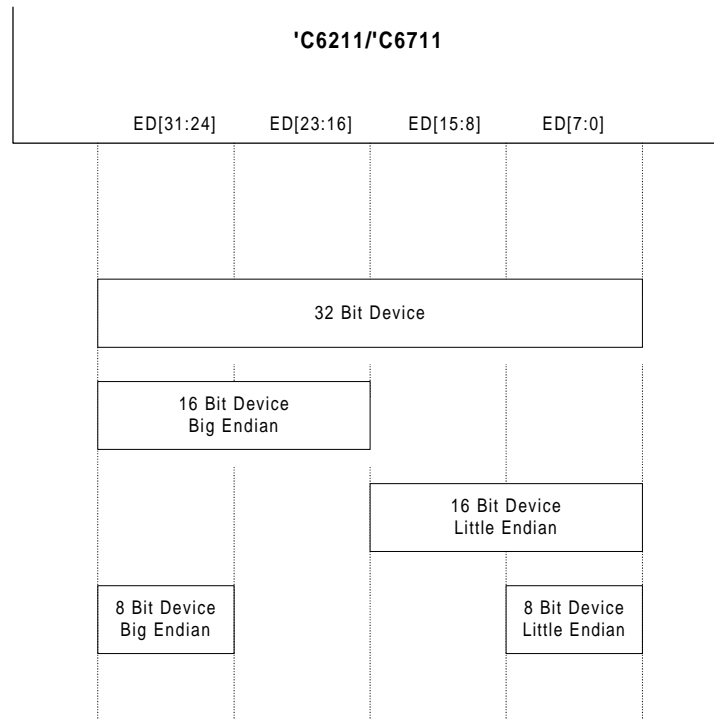 'C6211/'C6711
ED[31:24] ED[23:16] ED[15:8] ED[7:0]
32 Bit Device
16 Bit Device
Big Endian
16 Bit Device
Little Endian
8 Bit Device
Big Endian
8 Bit Device
Little Endian